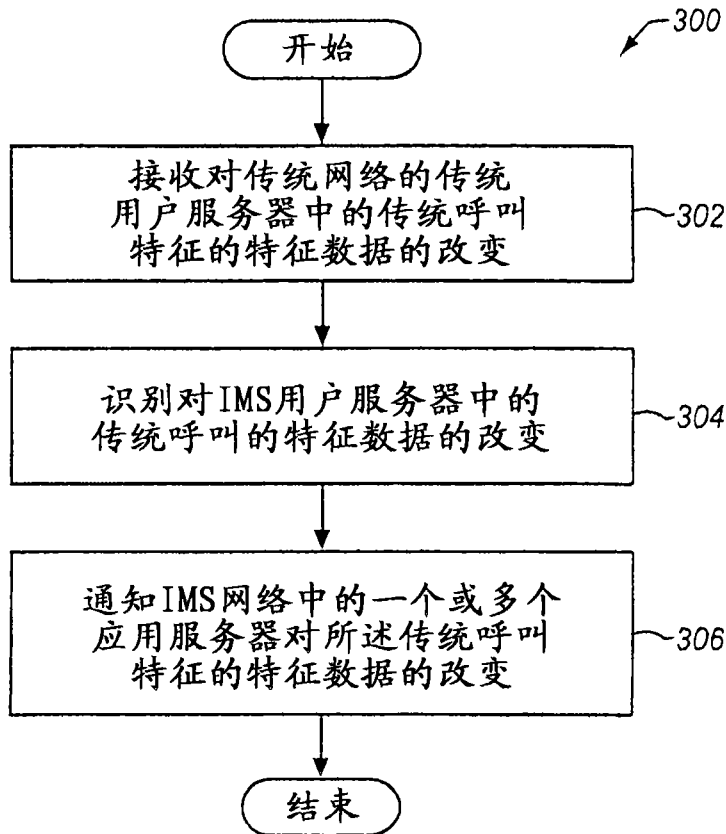 300
开始
接收对传统网络的传统
用户服务器中的传统呼叫
特征的特征数据的改变
302
识别对IMS用户服务器中的
传统呼叫的特征数据的改变
304
通知IMS网络中的一个或多个
应用服务器对所述传统呼叫
特征的特征数据的改变
306
结束